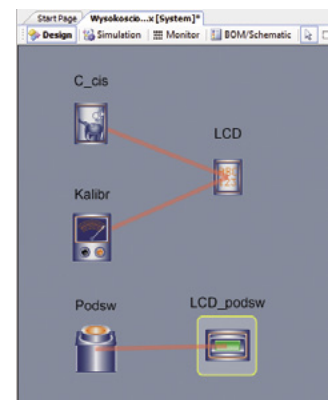 Start Page Wysokoscio...x [System]*
Design Simulation Monitor BOM/Schematic
C_cis
LCD
Kalibr
Podsw LCD_podsw